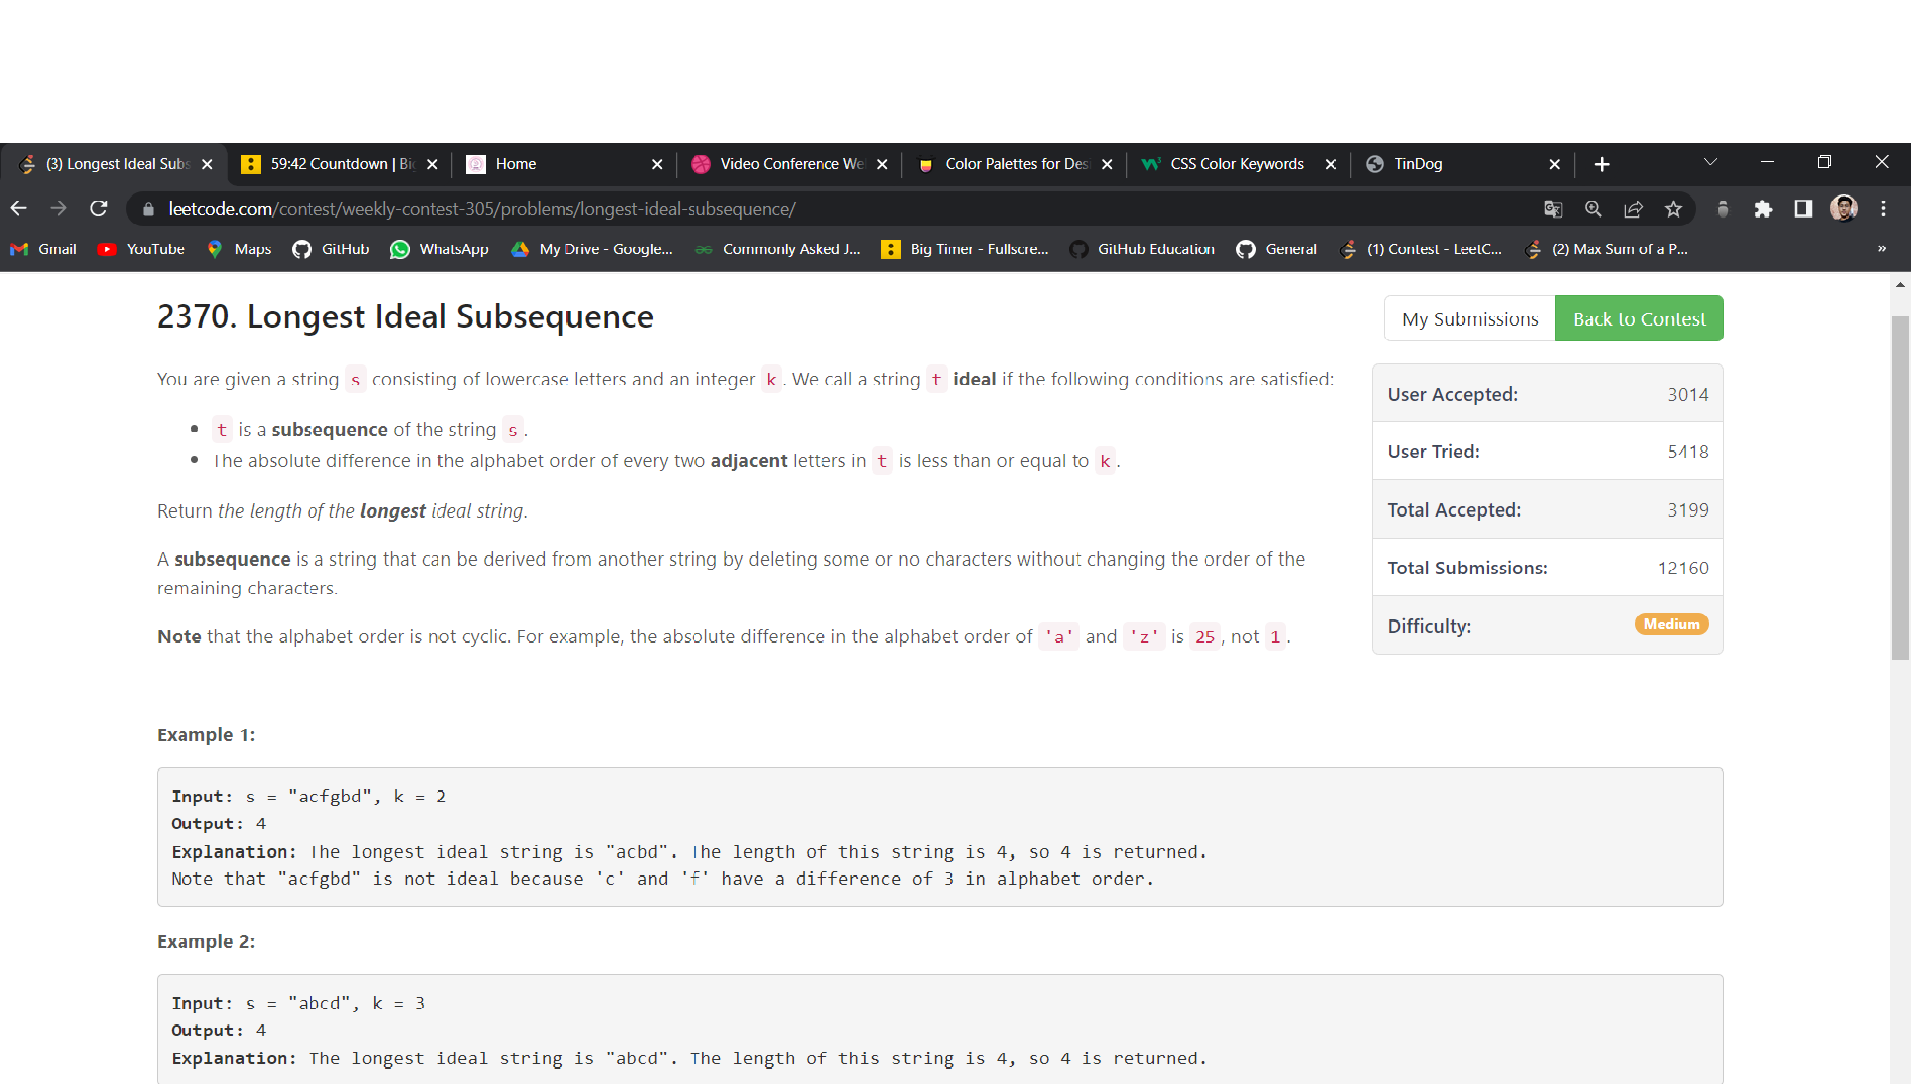 (3) Longest Ideal Subs
59:42 Countdown | Bi
Home
Video Conference We
Color Palettes for Des
CSS Color Keywords
TinDog
leetcode.com/contest/weekly-contest-305/problems/longest-ideal-subsequence/
Gmail
YouTube
Maps
GitHub
WhatsApp
My Drive - Google...
Commonly Asked J...
Big Timer - Fullscre...
GitHub Education
General
(1) Contest - LeetC...
(2) Max Sum of a P...
»
2370. Longest Ideal Subsequence
My Submissions
Back to Contest
You are given a string s consisting of lowercase letters and an integer k. We call a string t ideal if the following conditions are satisfied:
• t is a subsequence of the string s.
• The absolute difference in the alphabet order of every two adjacent letters in t is less than or equal to k.
Return the length of the longest ideal string.
A subsequence is a string that can be derived from another string by deleting some or no characters without changing the order of the
remaining characters.
Note that the alphabet order is not cyclic. For example, the absolute difference in the alphabet order of 'a' and 'z' is 25, not 1.
User Accepted: 3014
User Tried: 5418
Total Accepted: 3199
Total Submissions: 12160
Difficulty: Medium
Example 1:
Input: s = "acfgbd", k = 2
Output: 4
Explanation: The longest ideal string is "acbd". The length of this string is 4, so 4 is returned.
Note that "acfgbd" is not ideal because 'c' and 'f' have a difference of 3 in alphabet order.
Example 2:
Input: s = "abcd", k = 3
Output: 4
Explanation: The longest ideal string is "abcd". The length of this string is 4, so 4 is returned.